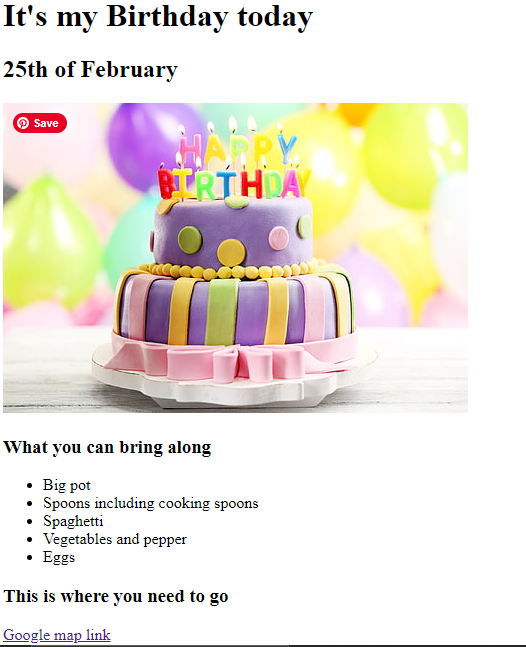 It's my Birthday today
25th of February
Save
HAPPY
BIRTHDAY
What you can bring along
Big pot
Spoons including cooking spoons
Spaghetti
Vegetables and pepper
Eggs
This is where you need to go
Google map link